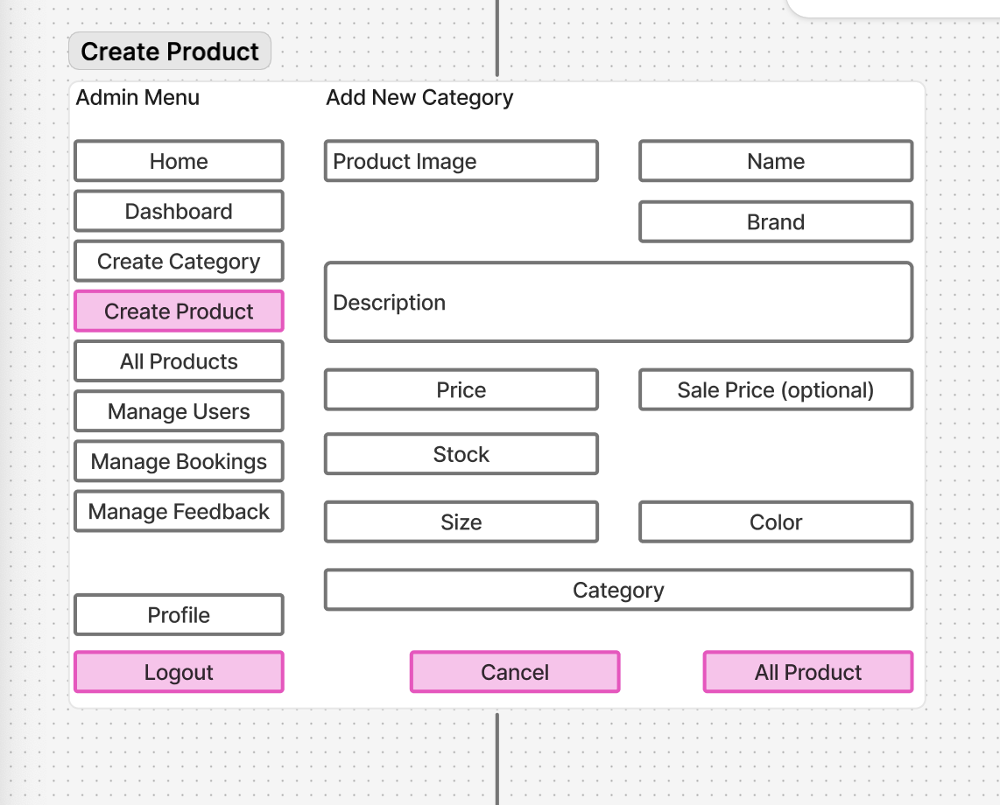 Create Product
Admin Menu
Home
Dashboard
Create Category
Create Product
All Products
Manage Users
Manage Bookings
Manage Feedback
Profile
Logout
Add New Category
Product Image
Name
Brand
Description
Price
Sale Price (optional)
Stock
Size
Color
Category
Cancel
All Product